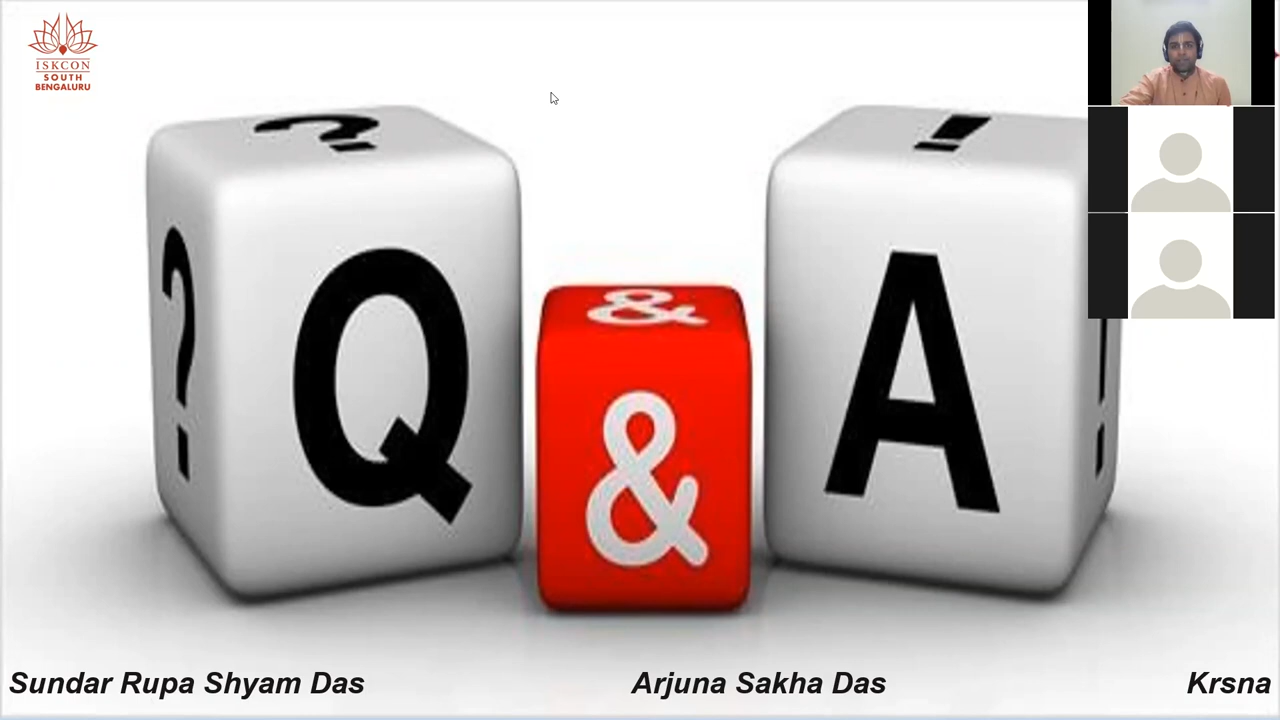 ISKCON
SOUTH
BENGALURU
?
!
?
Q
&
&
A
!
Sundar Rupa Shyam Das
Arjuna Sakha Das
Krsna